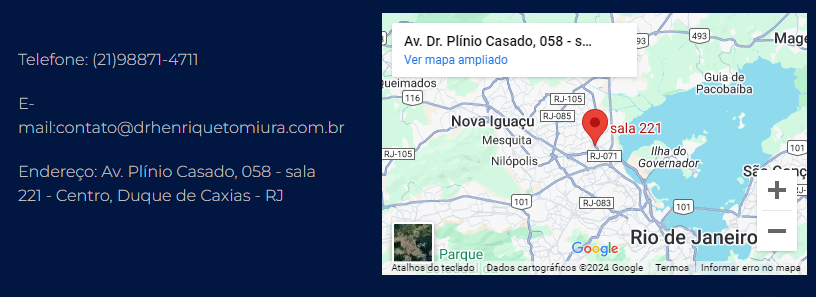 Telefone: (21)98871-4711
E-
mail:contato@drhenriquetomiura.com.br
Endereço: Av. Plínio Casado, 058 - sala
221 - Centro, Duque de Caxias - RJ
Av. Dr. Plínio Casado, 058 - s...
Ver mapa ampliado
493
Mage
Guia de
Pacobaíba
Queimados
116
RJ-105
RJ-085
Nova Iguaçu
sala 221
Mesquita
RJ-105
Nilópolis
RJ-071
Ilha do
Governador
São Gonç
101
RJ-083
101
Rio de Janeiro
Parque
Google
Atalhos do teclado
Dados cartográficos ©2024 Google
Termos
Informar erro no mapa